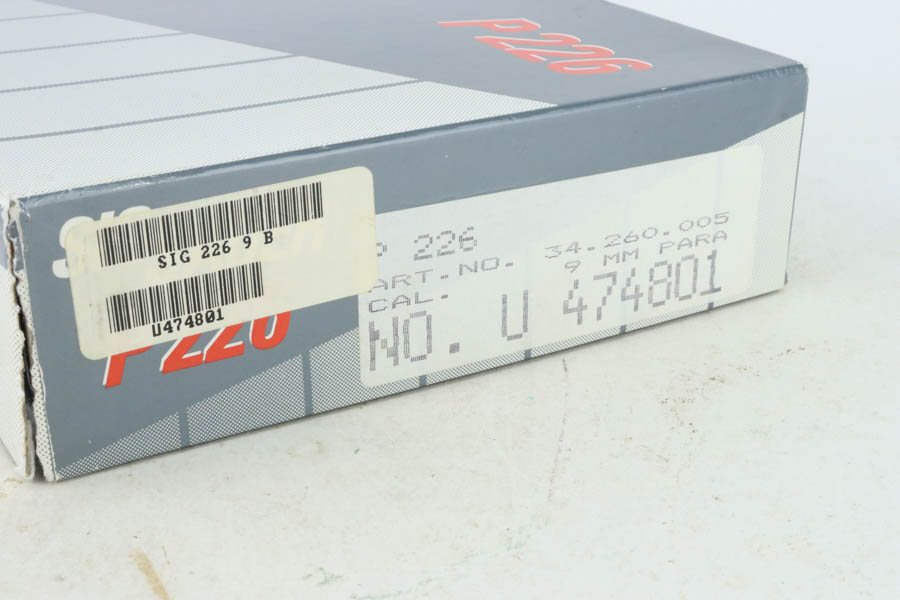 P226
SIG 226 9 B
U474801
P226
P 226
ART.-NO. 34.260.005
CAL. 9 MM PARA
NO. U 474801